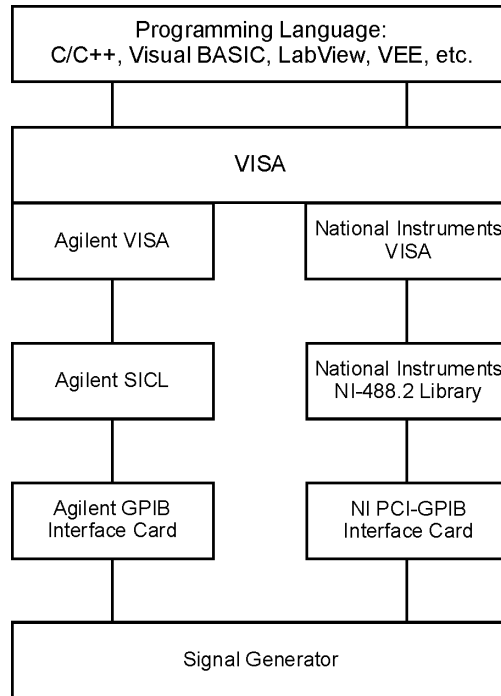 Programming Language:
C/C++, Visual BASIC, LabView, VEE, etc.
VISA
Agilent VISA
National Instruments
VISA
Agilent SICL
National Instruments
NI-488.2 Library
Agilent GPIB
Interface Card
NI PCI-GPIB
Interface Card
Signal Generator